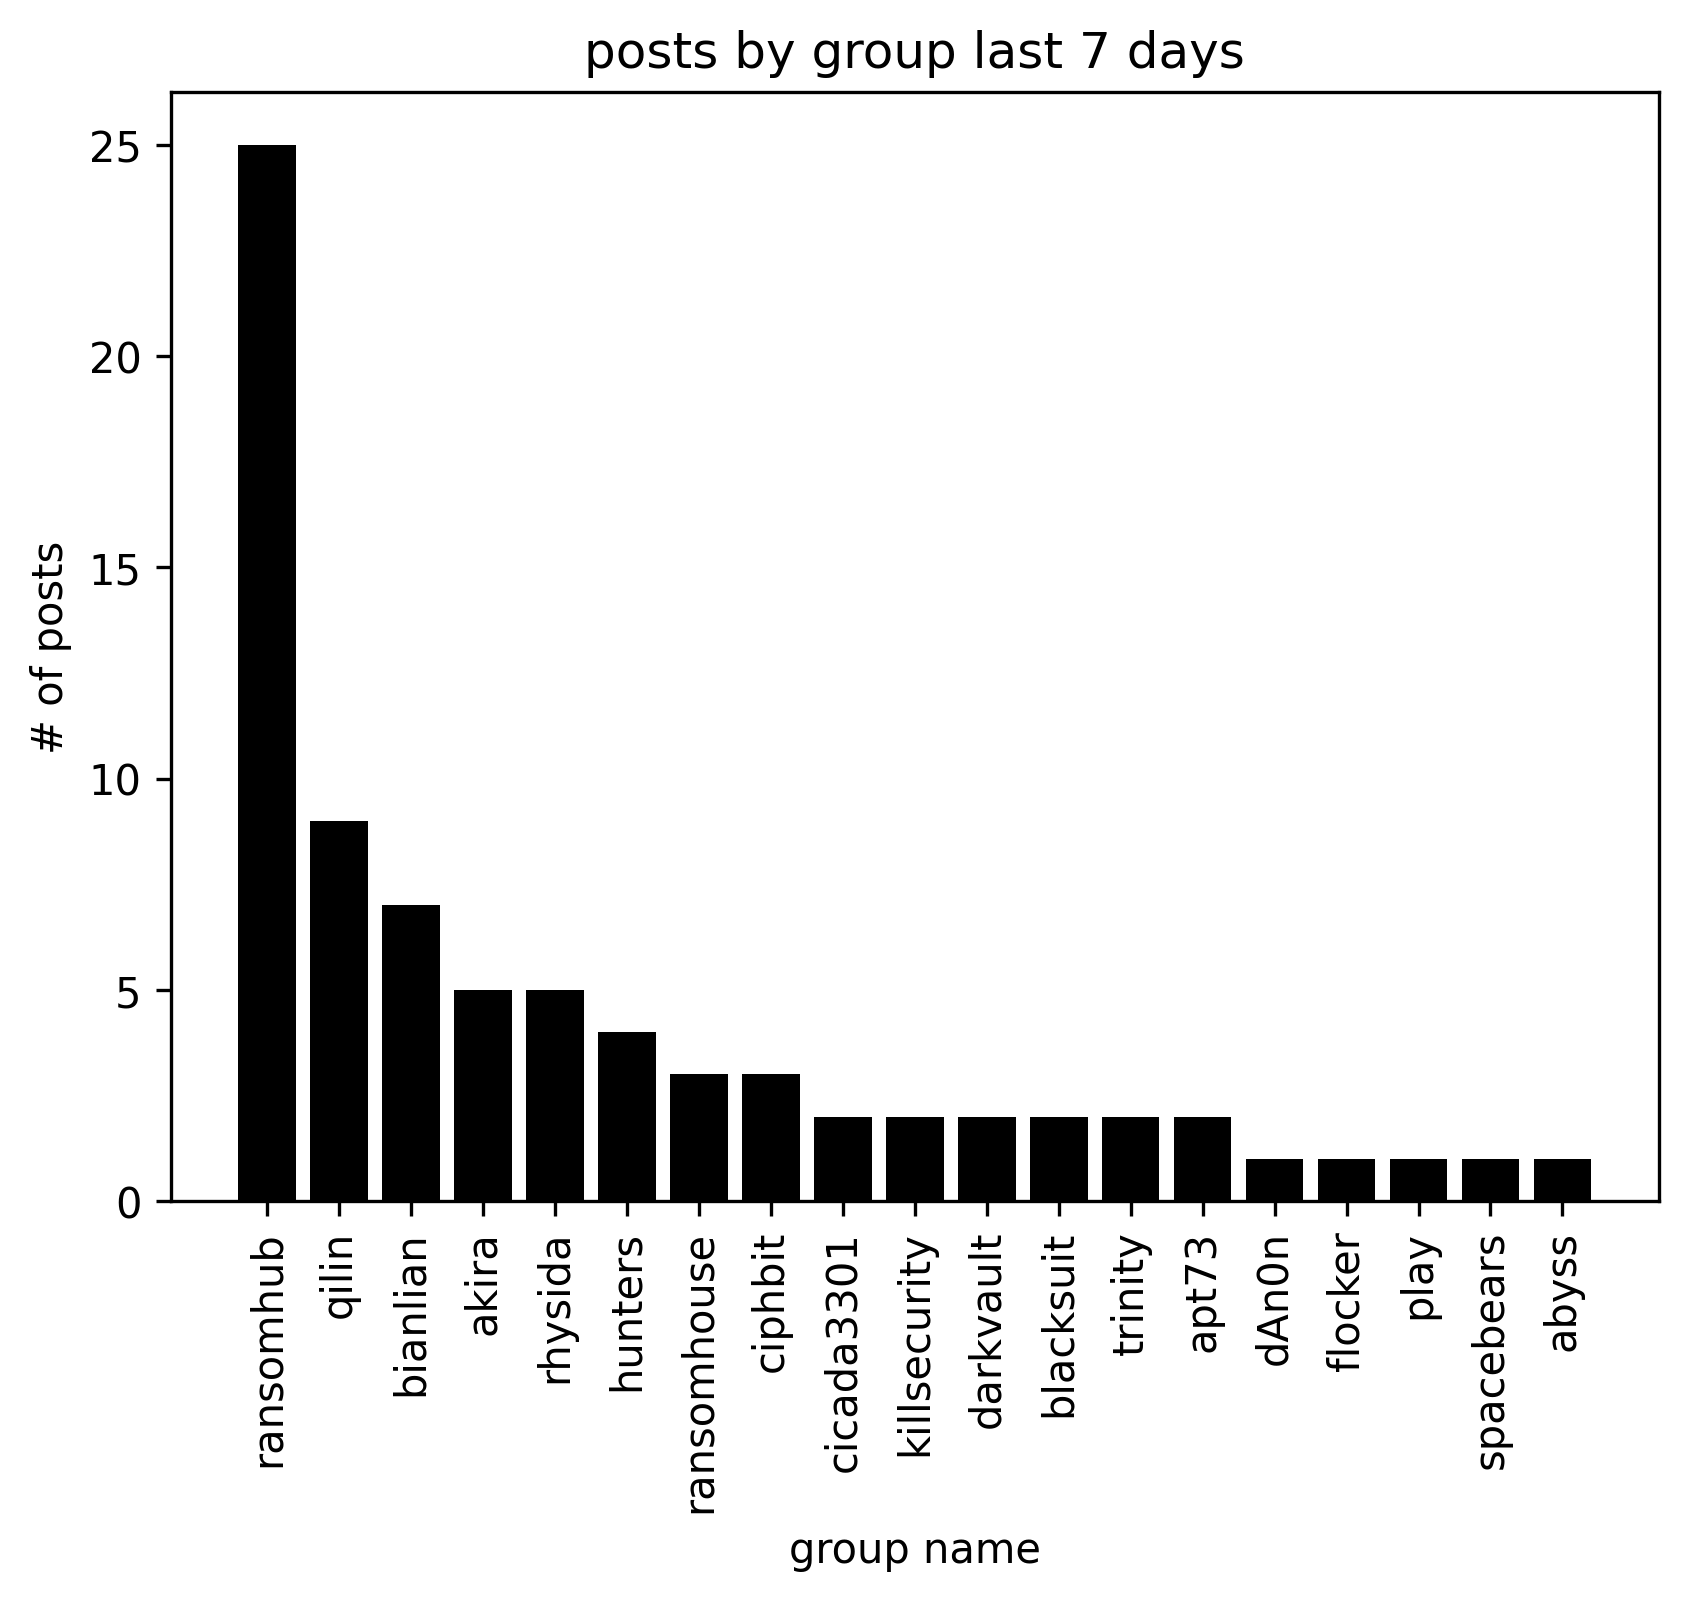 posts by group last 7 days
25
20
15
10
5
0
# of posts
ransomhub
qilin
bianlian
akira
rhysida
hunters
ransomhouse
ciphbit
cicada3301
killsecurity
darkvault
blacksuit
trinity
apt73
dAn0n
flocker
play
spacebears
abyss
group name